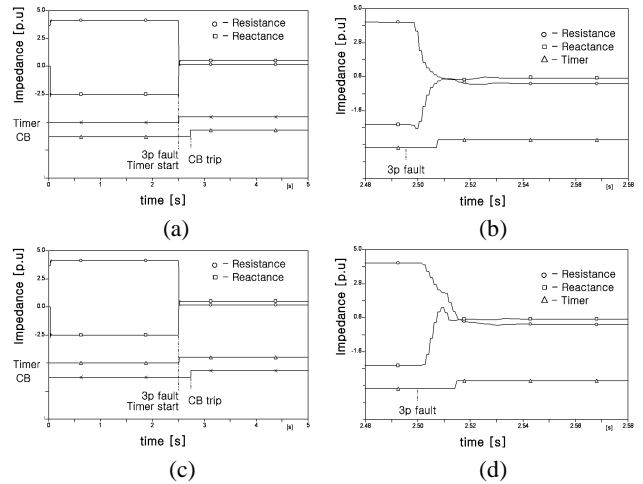 Impedance [p.u]
5.0
2.5
0.0
-2.5
Timer
CB
○ - Resistance
□ - Reactance
3p fault
Timer start
CB trip
0 1 2 3 4 [s] 5
time [s]
(a)
Impedance [p.u]
5.0
3.0
0.6
-1.6
○ - Resistance
□ - Reactance
△ - Timer
3p fault
2.48 2.50 2.52 2.54 2.56 [s] 2.58
time [s]
(b)
Impedance [p.u]
5.0
2.5
0.0
-2.5
Timer
CB
○ - Resistance
□ - Reactance
3p fault
Timer start
CB trip
0 1 2 3 4 [s] 5
time [s]
(c)
Impedance [p.u]
5.0
-1.6
○ - Resistance
□ - Reactance
△ - Timer
3p fault
2.48 2.50 2.52 2.54 2.56 [s] 2.58
time [s]
(d)